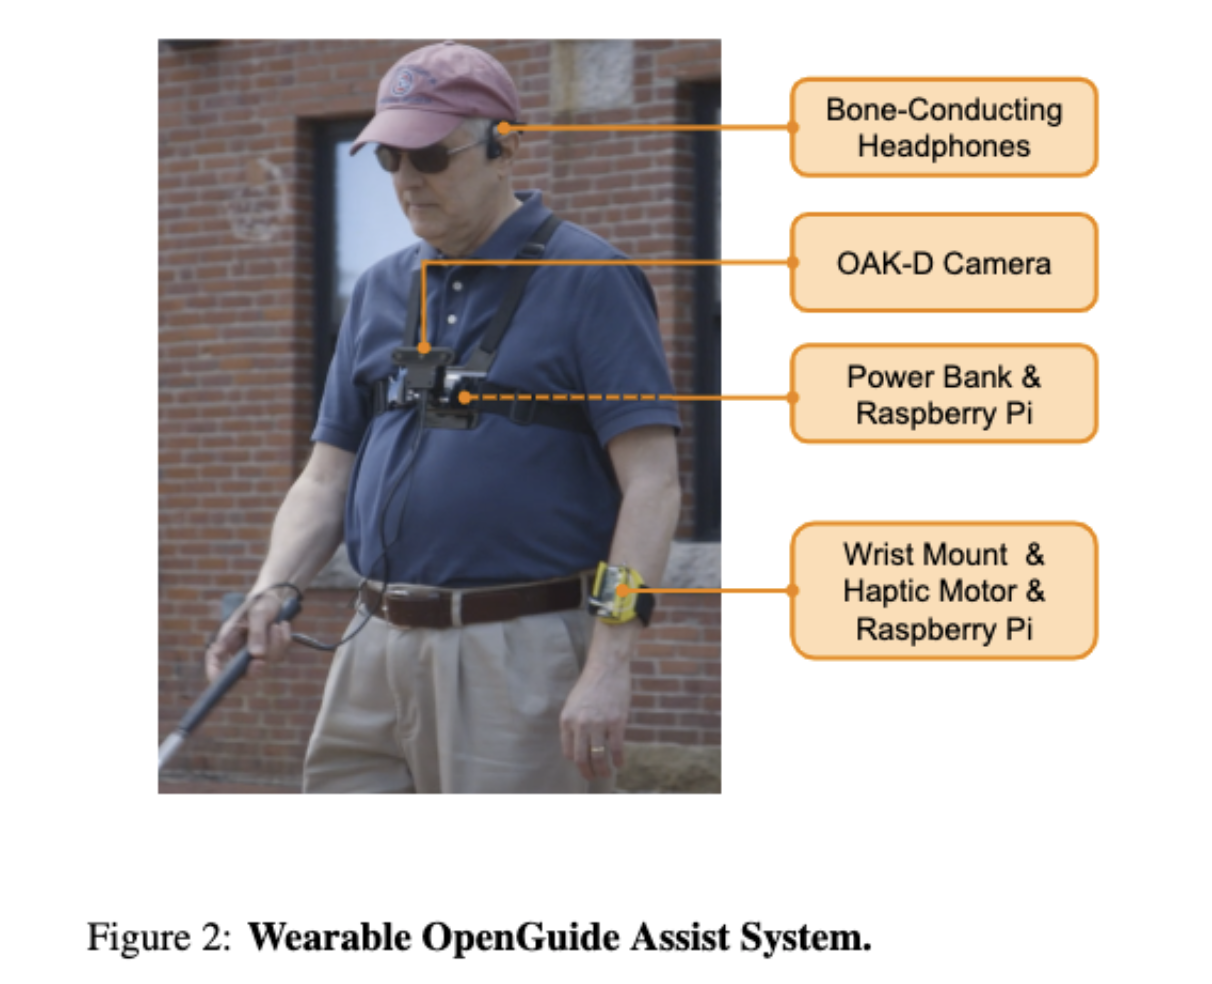 Bone-Conducting
Headphones
OAK-D Camera
Power Bank &
Raspberry Pi
Wrist Mount & 
Haptic Motor &
Raspberry Pi
Figure 2: Wearable OpenGuide Assist System.